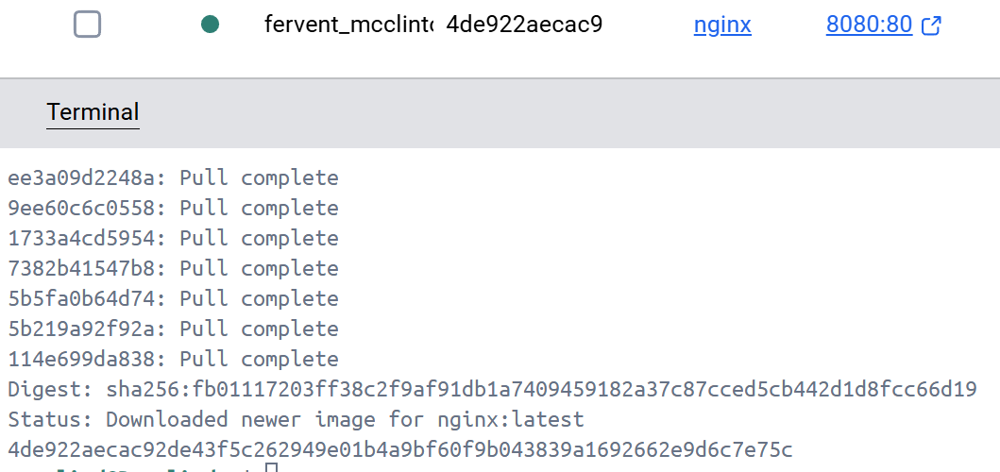 fervent_mcclint 4de922aecac9 nginx 8080:80
Terminal
ee3a09d2248a: Pull complete
9ee60c6c0558: Pull complete
1733a4cd5954: Pull complete
7382b41547b8: Pull complete
5b5fa0b64d74: Pull complete
5b219a92f92a: Pull complete
114e699da838: Pull complete
Digest: sha256:fb01117203ff38c2f9af91db1a7409459182a37c87cced5cb442d1d8fcc66d19
Status: Downloaded newer image for nginx:latest
4de922aecac92de43f5c262949e01b4a9bf60f9b043839a1692662e9d6c7e75c